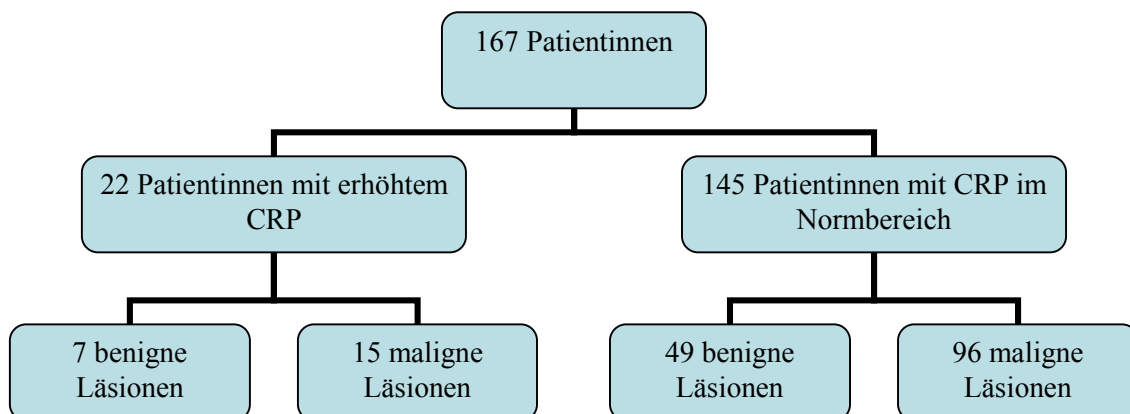 167 Patientinnen
22 Patientinnen mit erhöhtem
CRP
145 Patientinnen mit CRP im
Normbereich
7 benigne
Läsionen
15 maligne
Läsionen
49 benigne
Läsionen
96 maligne
Läsionen